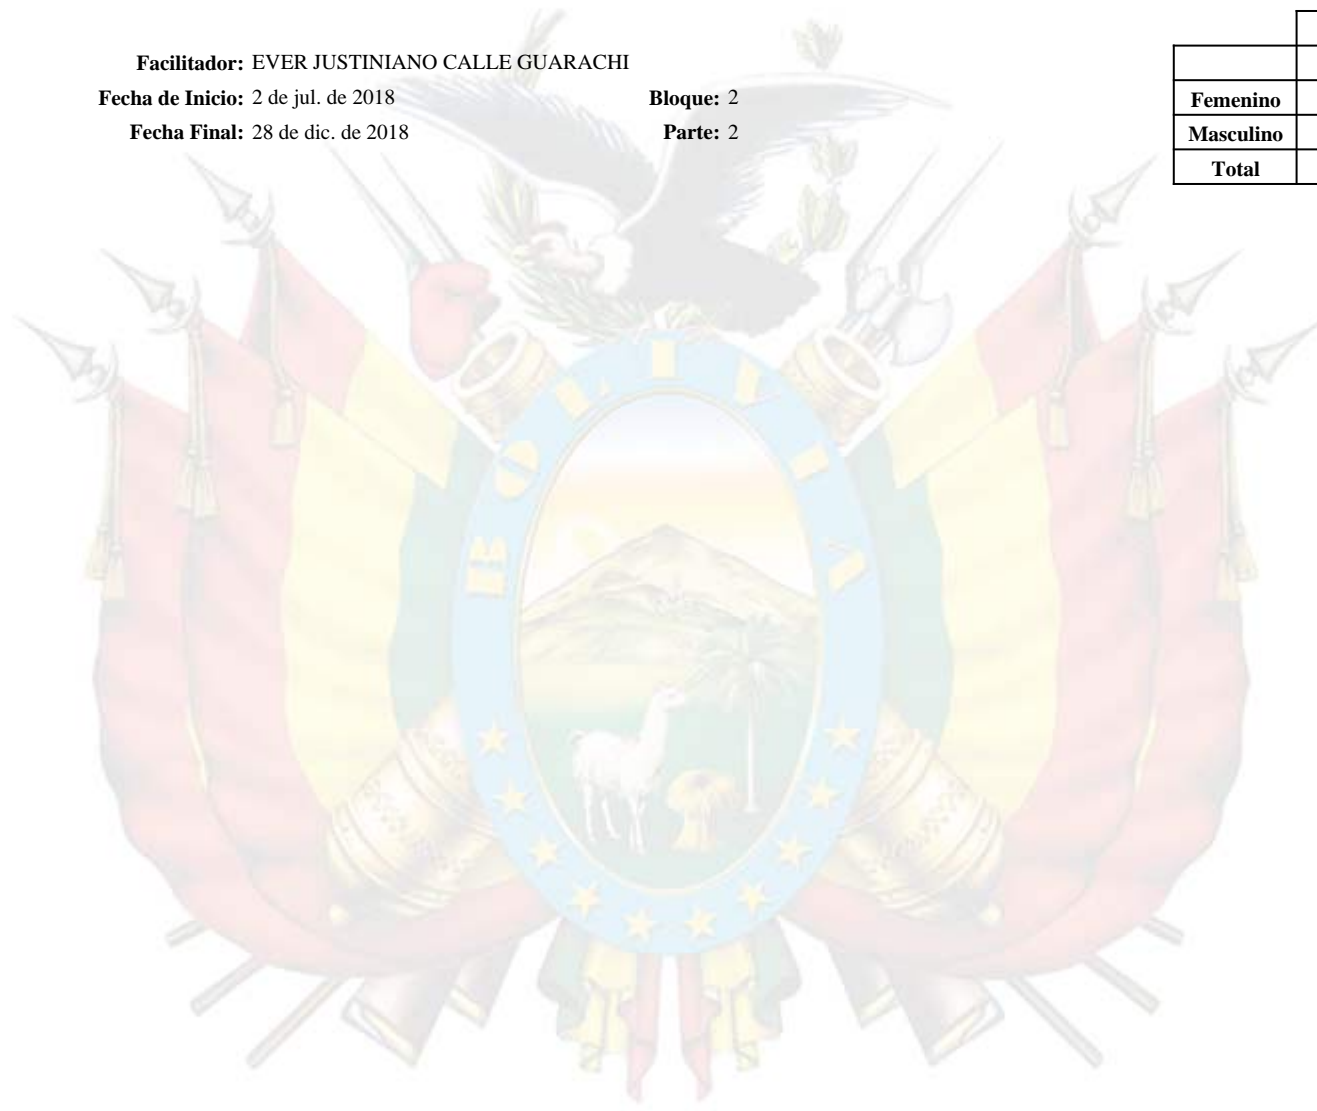 Facilitador: EVER JUSTINIANO CALLE GUARACHI
Fecha de Inicio: 2 de jul. de 2018 Bloque: 2
Fecha Final: 28 de dic. de 2018 Parte: 2
Femenino
Masculino
Total
BOLIVIA